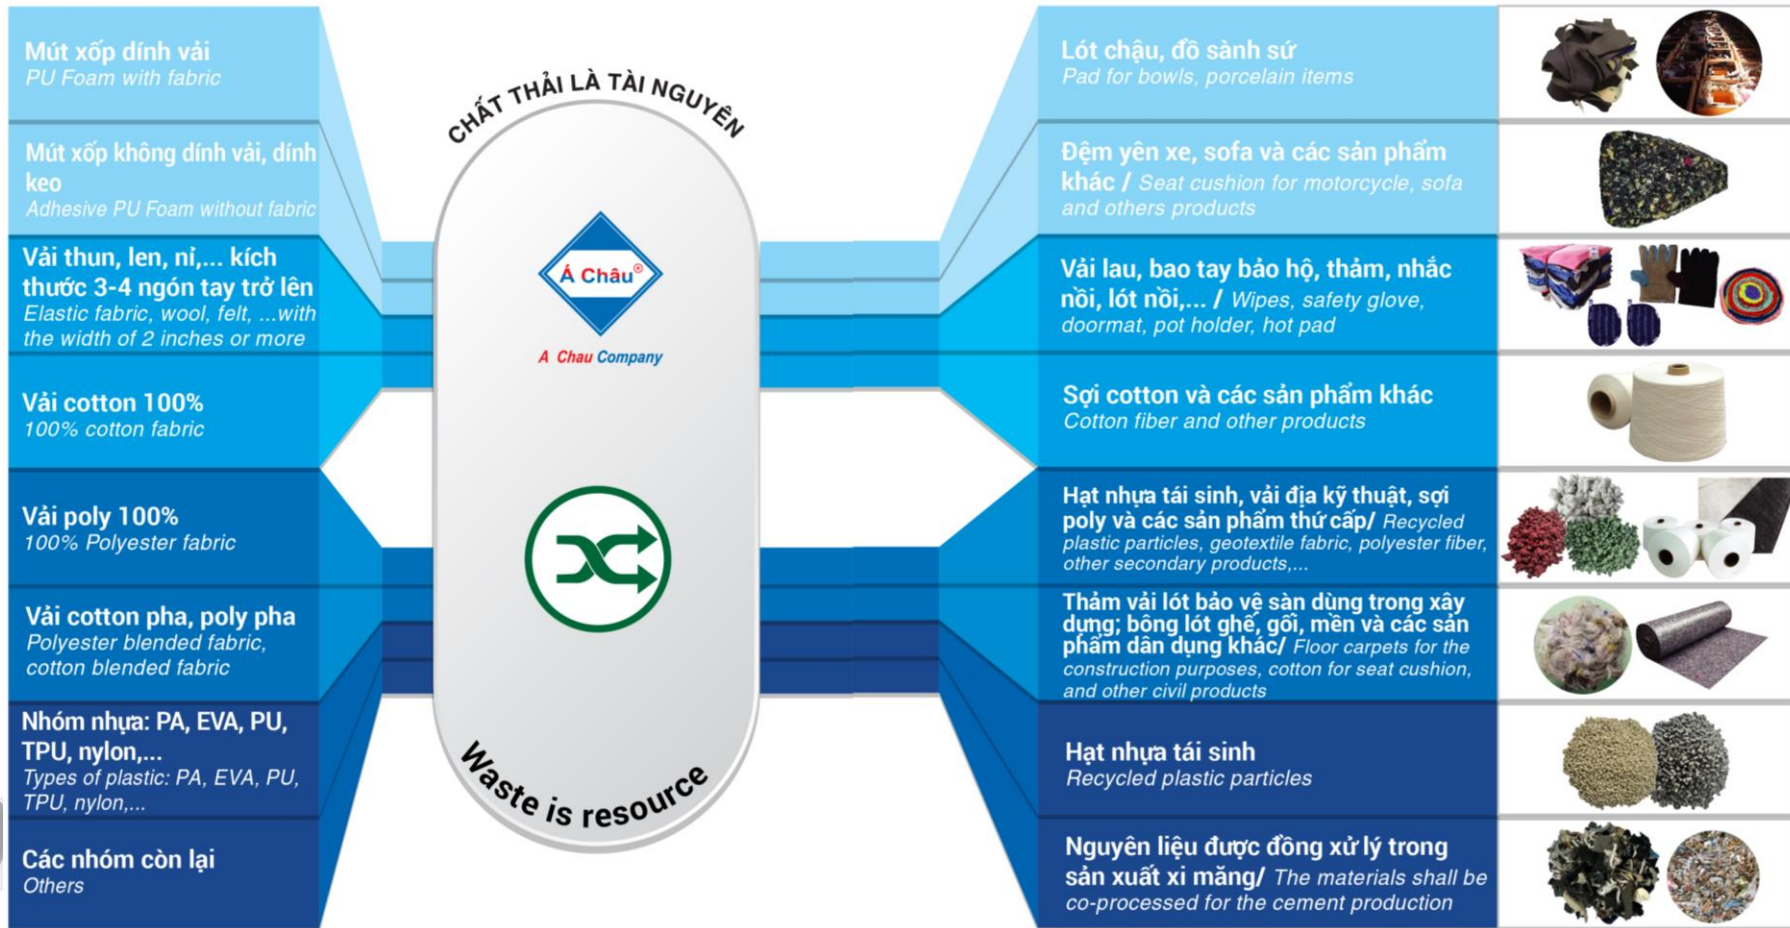 Mút xốp dính vải
PU Foam with fabric
Mút xốp không dính vải, dính
keo
Adhesive PU Foam without fabric
Vải thun, len, nỉ,... kích
thước 3-4 ngón tay trở lên
Elastic fabric, wool, felt, ...with
the width of 2 inches or more
Vải cotton 100%
100% cotton fabric
Vải poly 100%
100% Polyester fabric
Vải cotton pha, poly pha
Polyester blended fabric,
cotton blended fabric
Nhóm nhựa: PA, EVA, PU,
TPU, nylon,...
Types of plastic: PA, EVA, PU,
TPU, nylon,...
Các nhóm còn lại
Others
CHẤT THẢI LÀ TÀI NGUYÊN
Á Châu®
A Chau Company
Waste is resource
Lót chậu, đồ sành sứ
Pad for bowls, porcelain items
Đệm yên xe, sofa và các sản phẩm
khác / Seat cushion for motorcycle, sofa
and others products
Vải lau, bao tay bảo hộ, thảm, nhắc
nồi, lót nồi,... / Wipes, safety glove,
doormat, pot holder, hot pad
Sợi cotton và các sản phẩm khác
Cotton fiber and other products
Hạt nhựa tái sinh, vải địa kỹ thuật, sợi
poly và các sản phẩm thứ cấp/ Recycled
plastic particles, geotextile fabric, polyester fiber,
other secondary products,...
Thảm vải lót bảo vệ sàn dùng trong xây
dựng; bông lót ghế, gối, mền và các sản
phẩm dân dụng khác/ Floor carpets for the
construction purposes, cotton for seat cushion,
and other civil products
Hạt nhựa tái sinh
Recycled plastic particles
Nguyên liệu được đồng xử lý trong
sản xuất xi măng/ The materials shall be
co-processed for the cement production